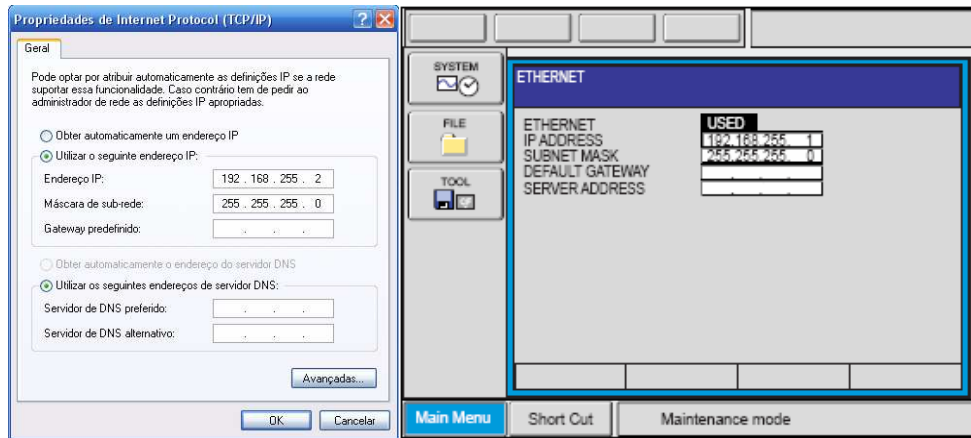 Propriedades de Internet Protocol (TCP/IP)
Geral
Pode optar por atribuir automaticamente as definições IP se a rede
suportar essa funcionalidade. Caso contrário tem de pedir ao
administrador de rede as definições IP apropriadas.
Obter automaticamente um endereço IP
Utilizar o seguinte endereço IP:
Endereço IP: 192 . 168 . 255 . 2
Máscara de sub-rede: 255 . 255 . 255 . 0
Gateway predefinido: . . .
Obter automaticamente o endereço do servidor DNS
Utilizar os seguintes endereços de servidor DNS:
Servidor de DNS preferido: . . .
Servidor de DNS alternativo: . . .
Avançadas...
OK Cancelar
SYSTEM
FILE
TOOL
ETHERNET
ETHERNET USED
IP ADDRESS 192.168.255. 1
SUBNET MASK 255.255.255. 0
DEFAULT GATEWAY . . .
SERVER ADDRESS . . .
Main Menu Short Cut Maintenance mode